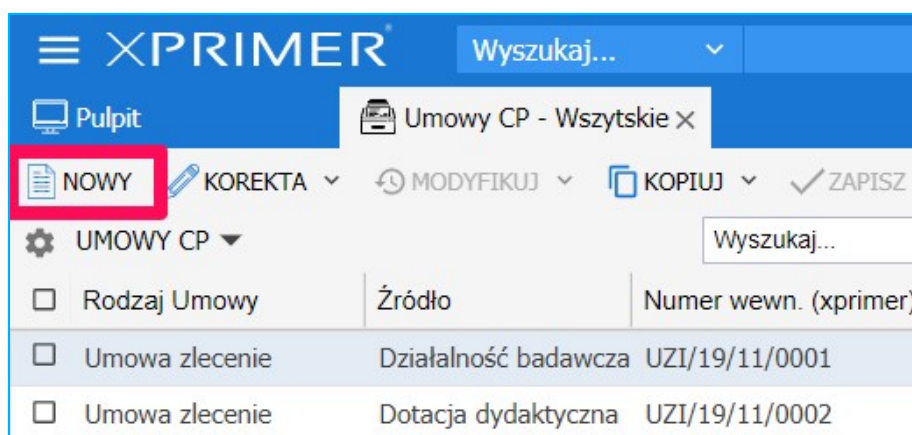 XPRIMER Wyszukaj...
Pulpit Umowy CP - Wszytskie
NOWY KOREKTA MODYFIKUJ KOPIUJ ZAPISZ
UMOWY CP Wyszukaj...
Rodzaj Umowy Źródło Numer wewn. (xprimer)
Umowa zlecenie Działalność badawcza UZI/19/11/0001
Umowa zlecenie Dotacja dydaktyczna UZI/19/11/0002